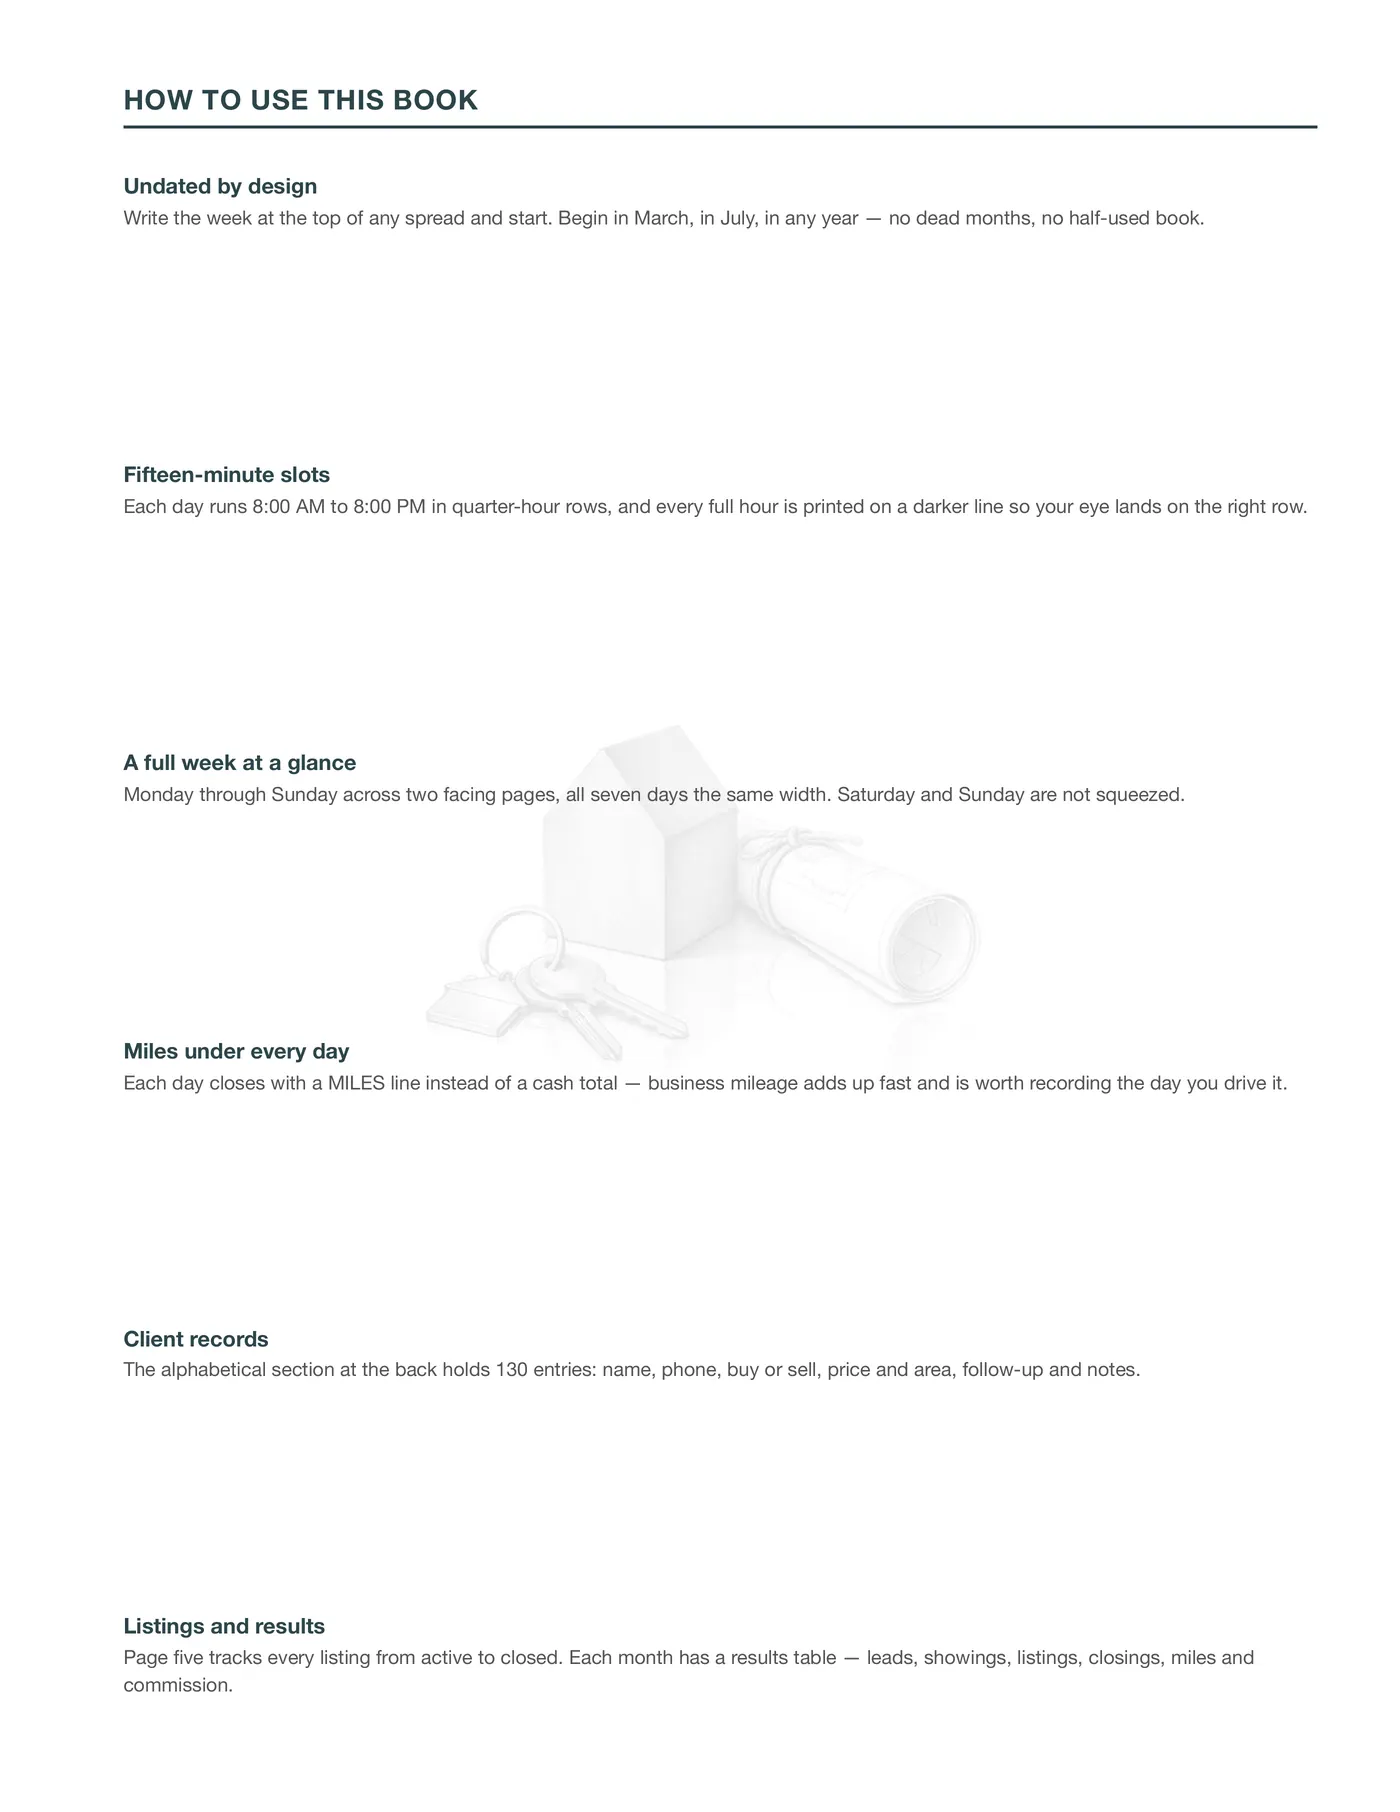 HOW TO USE THIS BOOK
Undated by design
Write the week at the top of any spread and start. Begin in March, in July, in any year — no dead months, no half-used book.
Fifteen-minute slots
Each day runs 8:00 AM to 8:00 PM in quarter-hour rows, and every full hour is printed on a darker line so your eye lands on the right row.
A full week at a glance
Monday through Sunday across two facing pages, all seven days the same width. Saturday and Sunday are not squeezed.
Miles under every day
Each day closes with a MILES line instead of a cash total — business mileage adds up fast and is worth recording the day you drive it.
Client records
The alphabetical section at the back holds 130 entries: name, phone, buy or sell, price and area, follow-up and notes.
Listings and results
Page five tracks every listing from active to closed. Each month has a results table — leads, showings, listings, closings, miles and
commission.